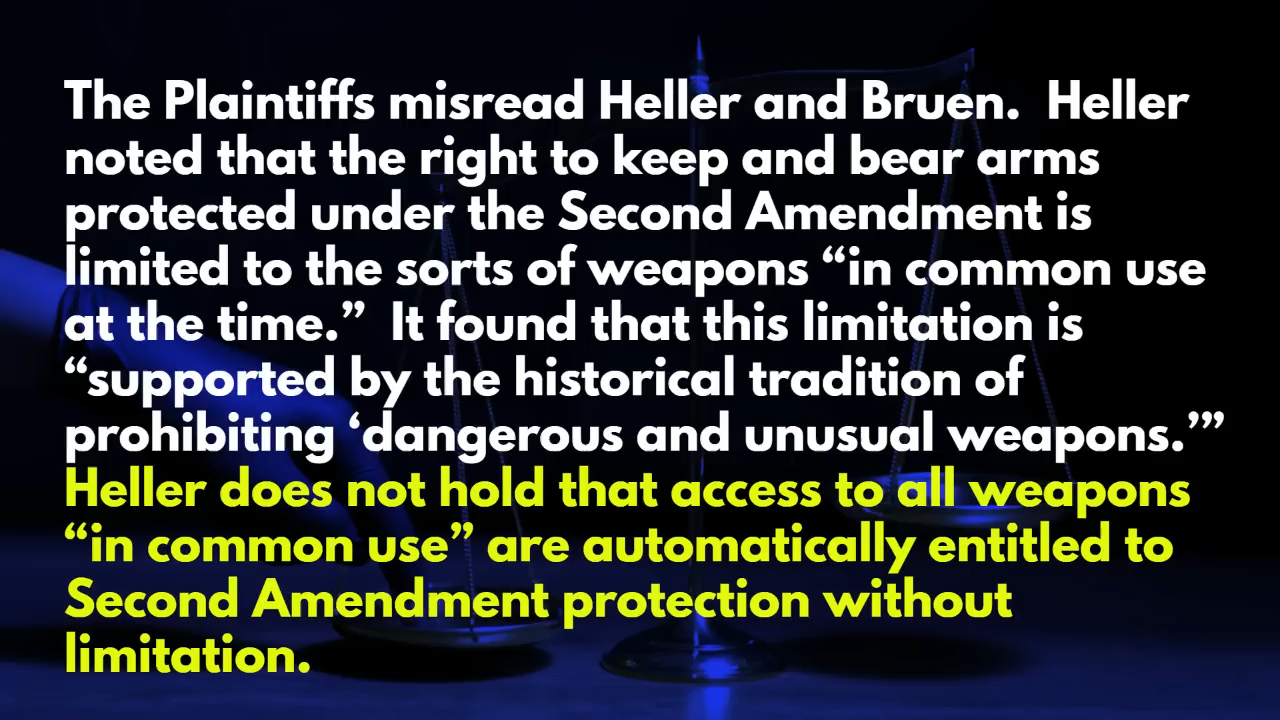 The Plaintiffs misread Heller and Bruen.  Heller
noted that the right to keep and bear arms
protected under the Second Amendment is
limited to the sorts of weapons “in common use
at the time.”  It found that this limitation is
“supported by the historical tradition of
prohibiting ‘dangerous and unusual weapons.’”
Heller does not hold that access to all weapons
“in common use” are automatically entitled to
Second Amendment protection without
limitation.